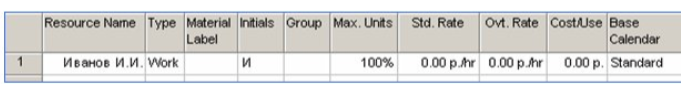 Resource Name Type Material Label Initials Group Max. Units Std. Rate Ovt. Rate Cost/Use Base Calendar
1 Иванов И.И. Work И 100% 0.00 р./hr 0.00 р./hr 0.00 р. Standard